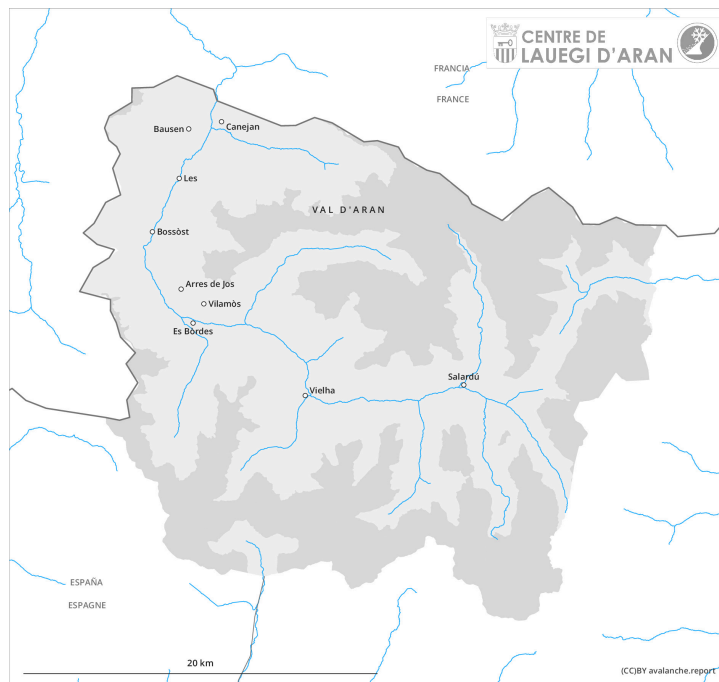 CENTRE DE
LAUEGI D'ARAN
FRANCIA
FRANCE
Bausen
Canejan
Les
VAL D'ARAN
Bossòst
Arres de Jos
Vilamòs
Es Bòrdes
Salardú
Vielha
ESPAÑA
ESPAGNE
20 km
(CC)BY avalanche.report